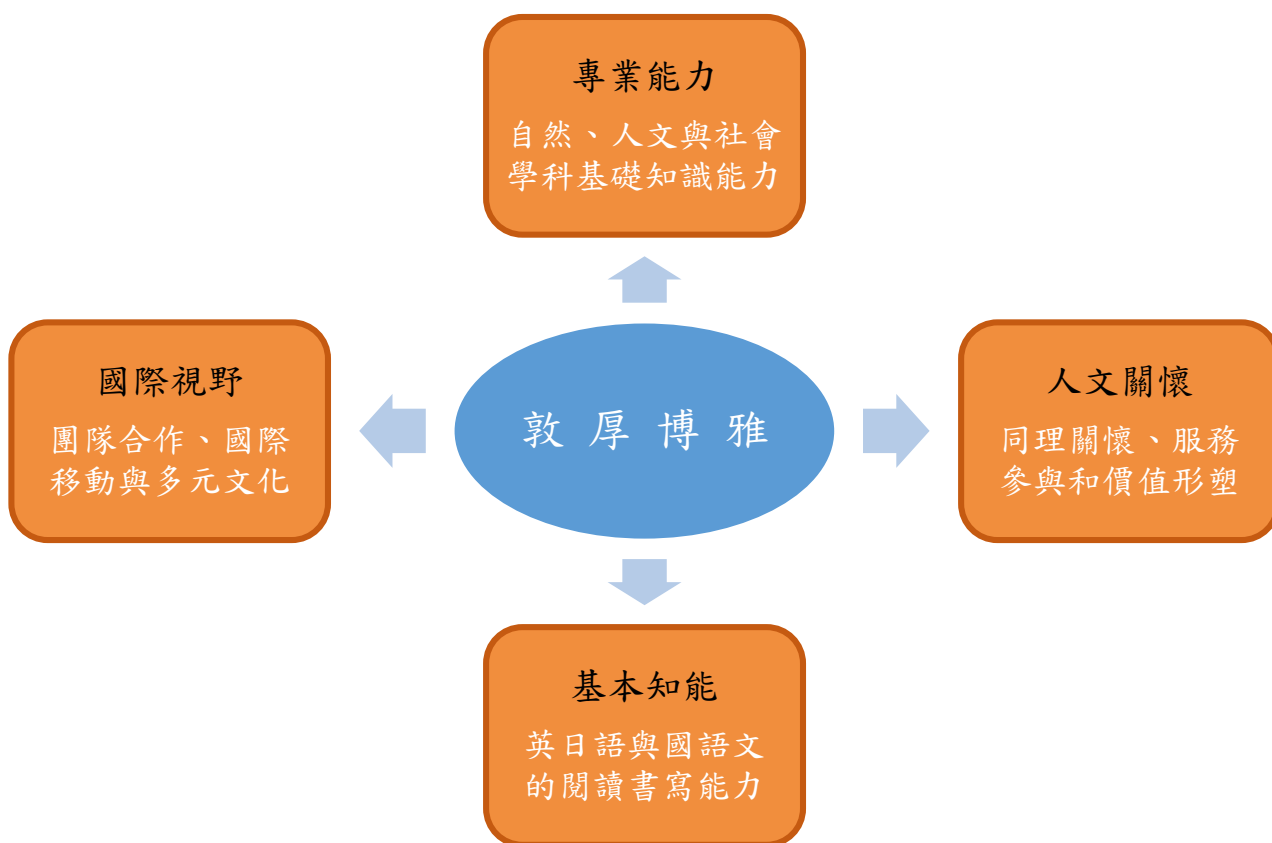 專業能力
自然、人文與社會
學科基礎知識能力
國際視野
團隊合作、國際
移動與多元文化
敦厚博雅
人文關懷
同理關懷、服務
參與和價值形塑
基本知能
英日語與國語文
的閱讀書寫能力